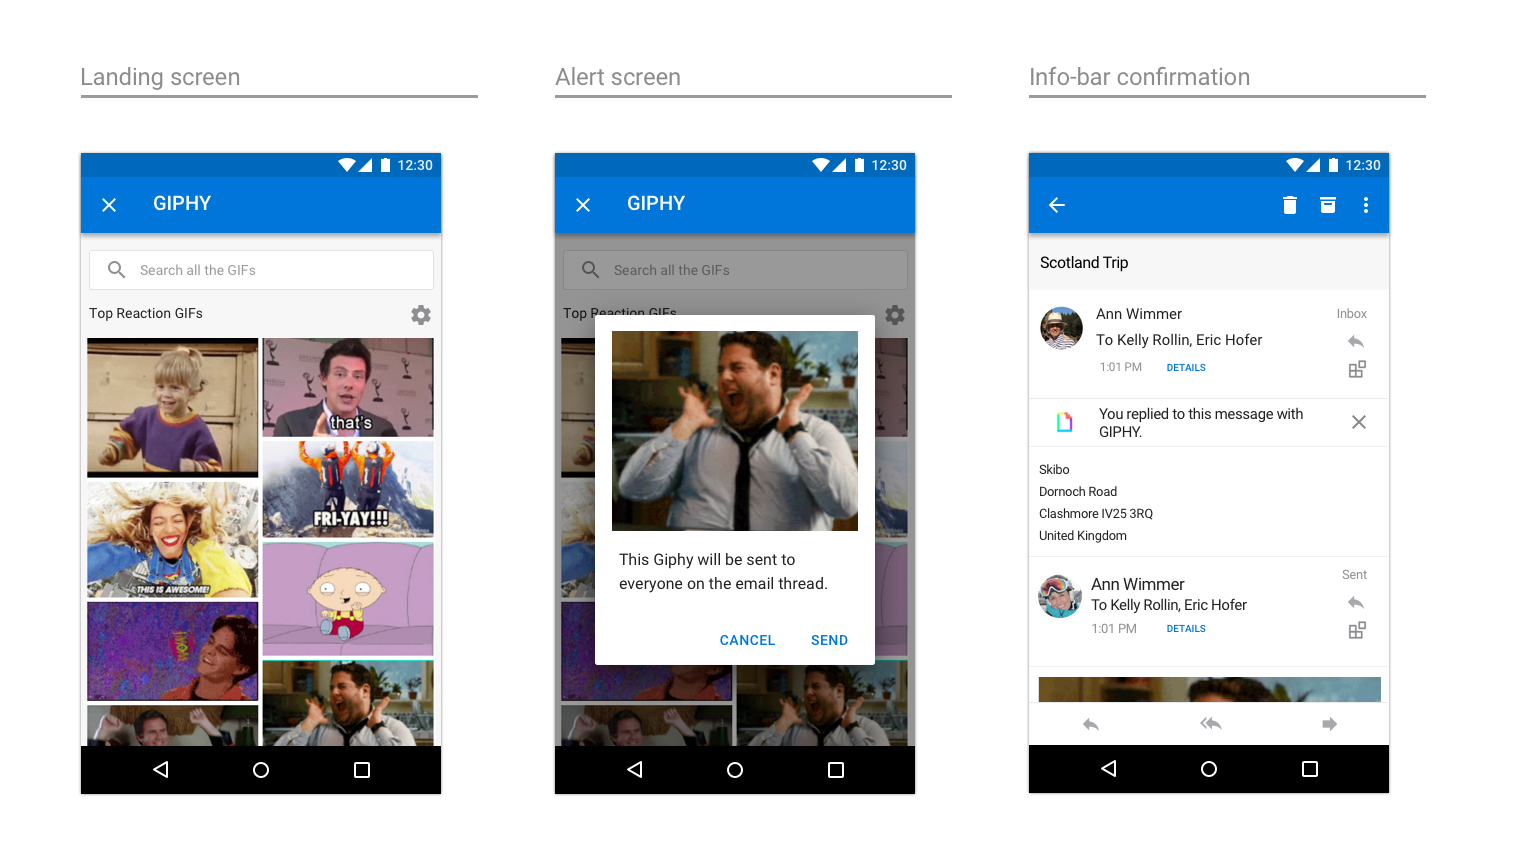 Landing screen
Alert screen
Info-bar confirmation
12:30
GIPHY
Search all the GIFs
Top Reaction GIFs
that's
FRI-YAY!!!
THIS IS AWESOME!
WOW
12:30
GIPHY
Search all the GIFs
Top Reaction GIFs
This Giphy will be sent to
everyone on the email thread.
CANCEL
SEND
12:30
Scotland Trip
Ann Wimmer
Inbox
To Kelly Rollin, Eric Hofer
1:01 PM
DETAILS
You replied to this message with
GIPHY.
Skibo
Dornoch Road
Clashmore IV25 3RQ
United Kingdom
Sent
Ann Wimmer
To Kelly Rollin, Eric Hofer
1:01 PM
DETAILS